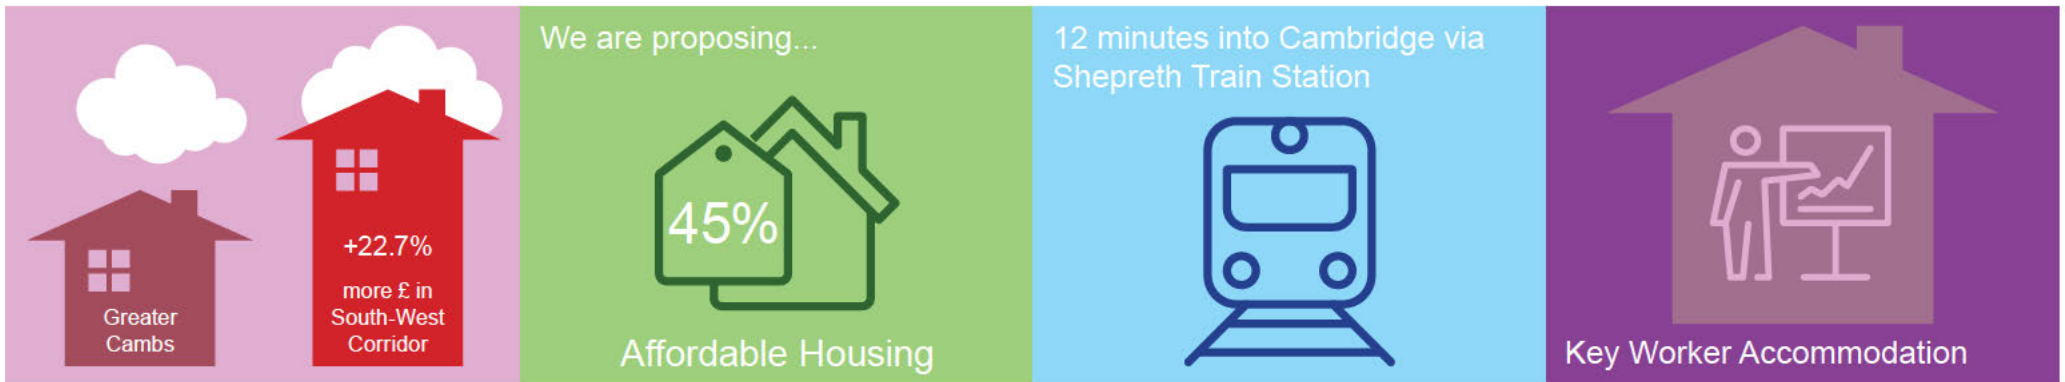 Greater
Cambs
+22.7%
more £ in
South-West
Corridor
We are proposing...
45%
Affordable Housing
12 minutes into Cambridge via
Shepreth Train Station
Key Worker Accommodation